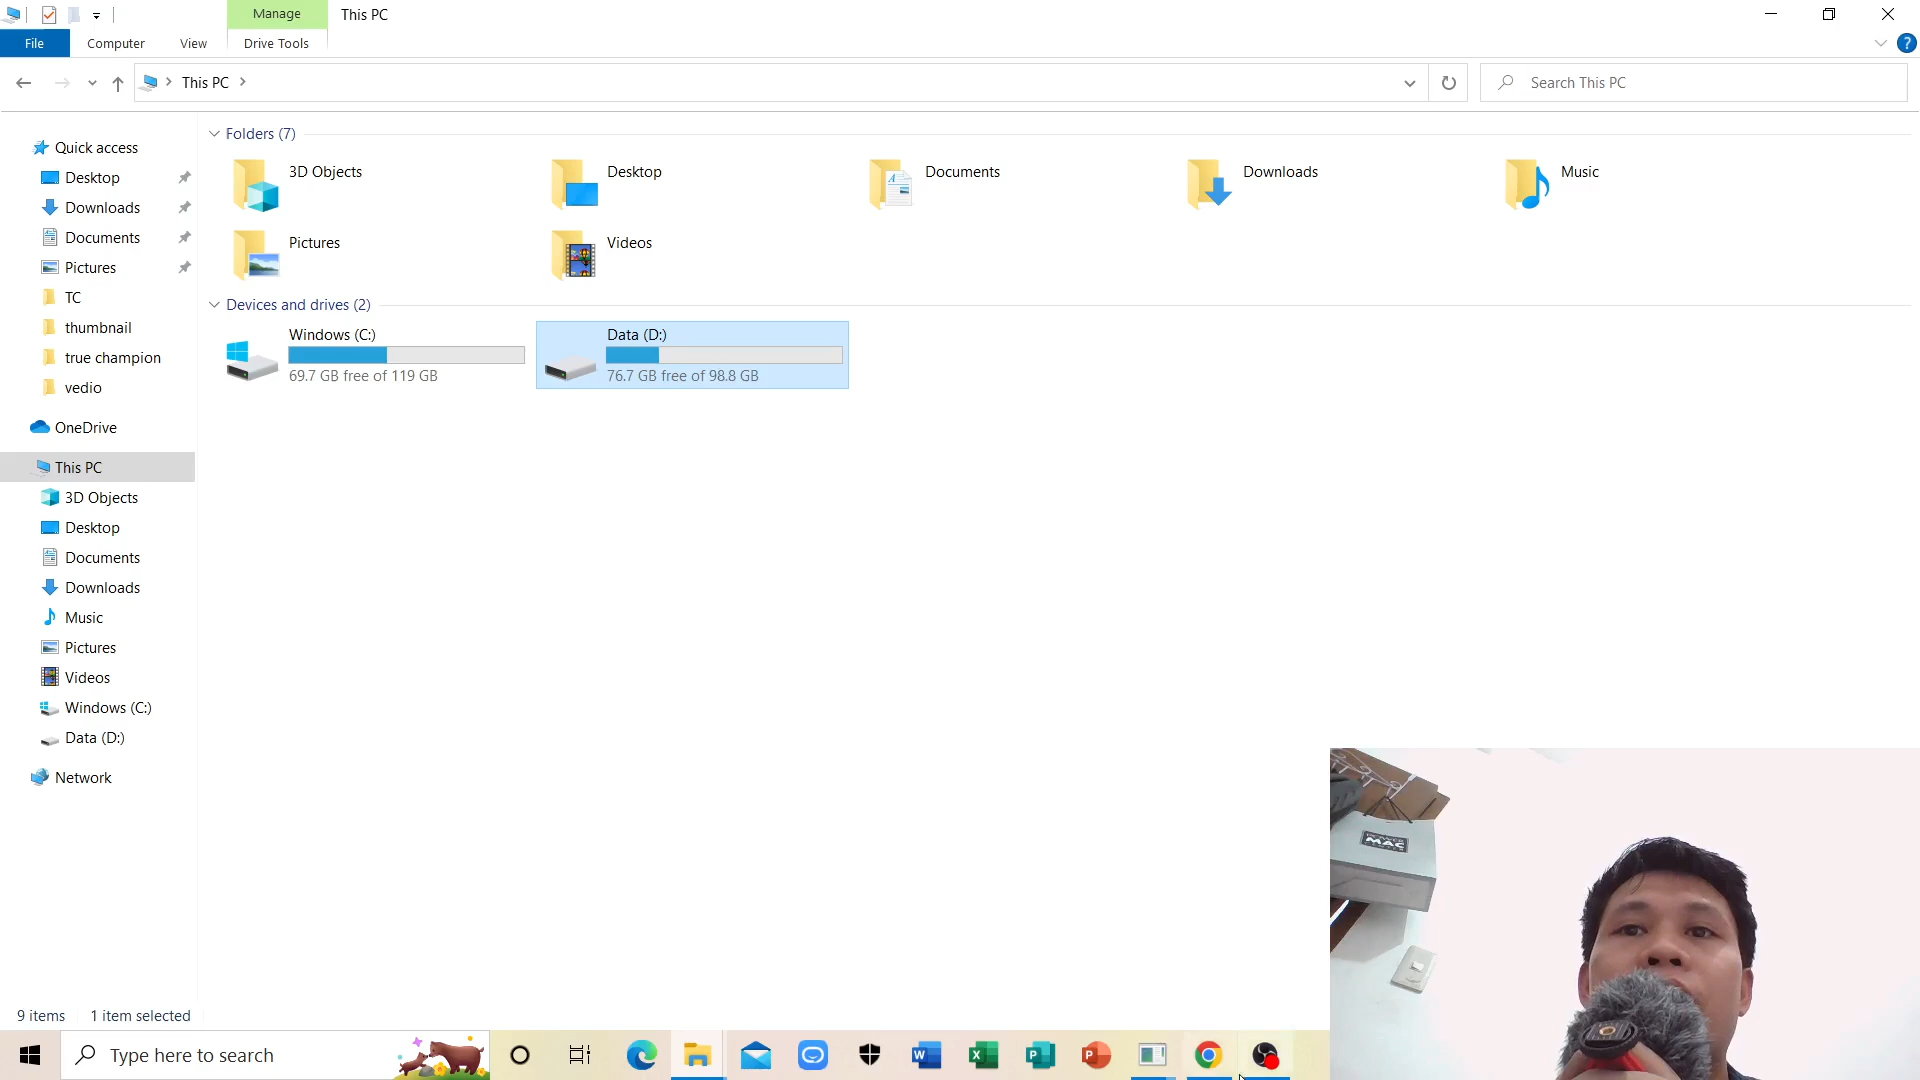 Manage
This PC
File
Computer
View
Drive Tools
This PC
Search This PC
Quick access
Desktop
Downloads
Documents
Pictures
TC
thumbnail
true champion
vedio
OneDrive
This PC
3D Objects
Desktop
Documents
Downloads
Music
Pictures
Videos
Windows (C:)
Data (D:)
Network
Folders (7)
3D Objects
Desktop
Documents
Downloads
Music
Pictures
Videos
Devices and drives (2)
Windows (C:)
69.7 GB free of 119 GB
Data (D:)
76.7 GB free of 98.8 GB
9 items
1 item selected
Type here to search
MAC